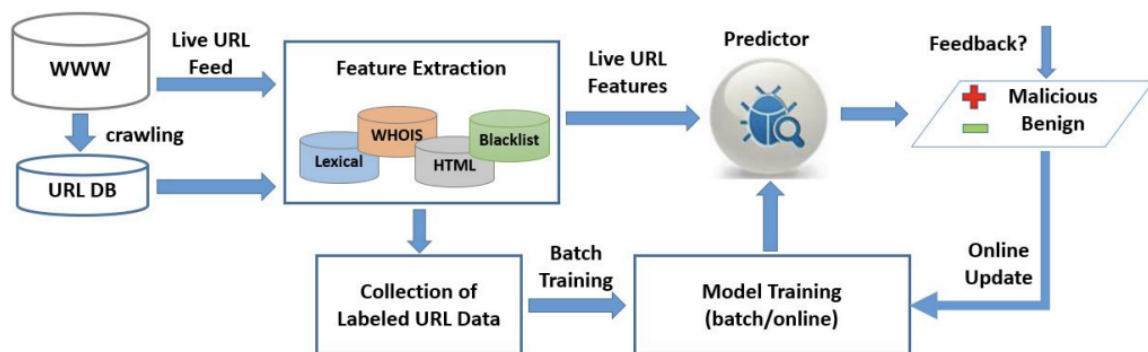 WWW
Live URL
Feed
crawling
URL DB
Feature Extraction
Lexical
WHOIS
HTML
Blacklist
Live URL
Features
Predictor
Feedback?
Malicious
Benign
Collection of
Labeled URL Data
Batch
Training
Model Training
(batch/online)
Online
Update